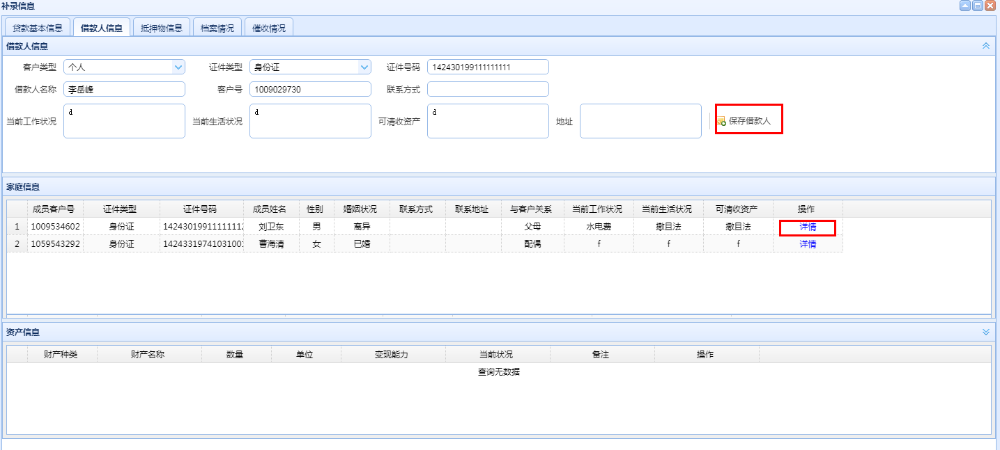 补录信息
贷款基本信息 借款人信息 抵押物信息 档案情况 催收情况
借款人信息
客户类型 个人 证件类型 身份证 证件号码 142430199111111111
借款人名称 李岳峰 客户号 1009029730 联系方式
当前工作状况 d 当前生活状况 d 可清收资产 d 地址 保存借款人
家庭信息
成员客户号 证件类型 证件号码 成员姓名 性别 婚姻状况 联系方式 联系地址 与客户关系 当前工作状况 当前生活状况 可清收资产 操作
1 1009534602 身份证 14243019911111112 刘卫东 男 离异 父母 水电费 撒旦法 撒旦法 详情
2 1059543292 身份证 14243319741031001 曹海清 女 已婚 配偶 f f f 详情
资产信息
财产种类 财产名称 数量 单位 变现能力 当前状况 备注 操作
查询无数据